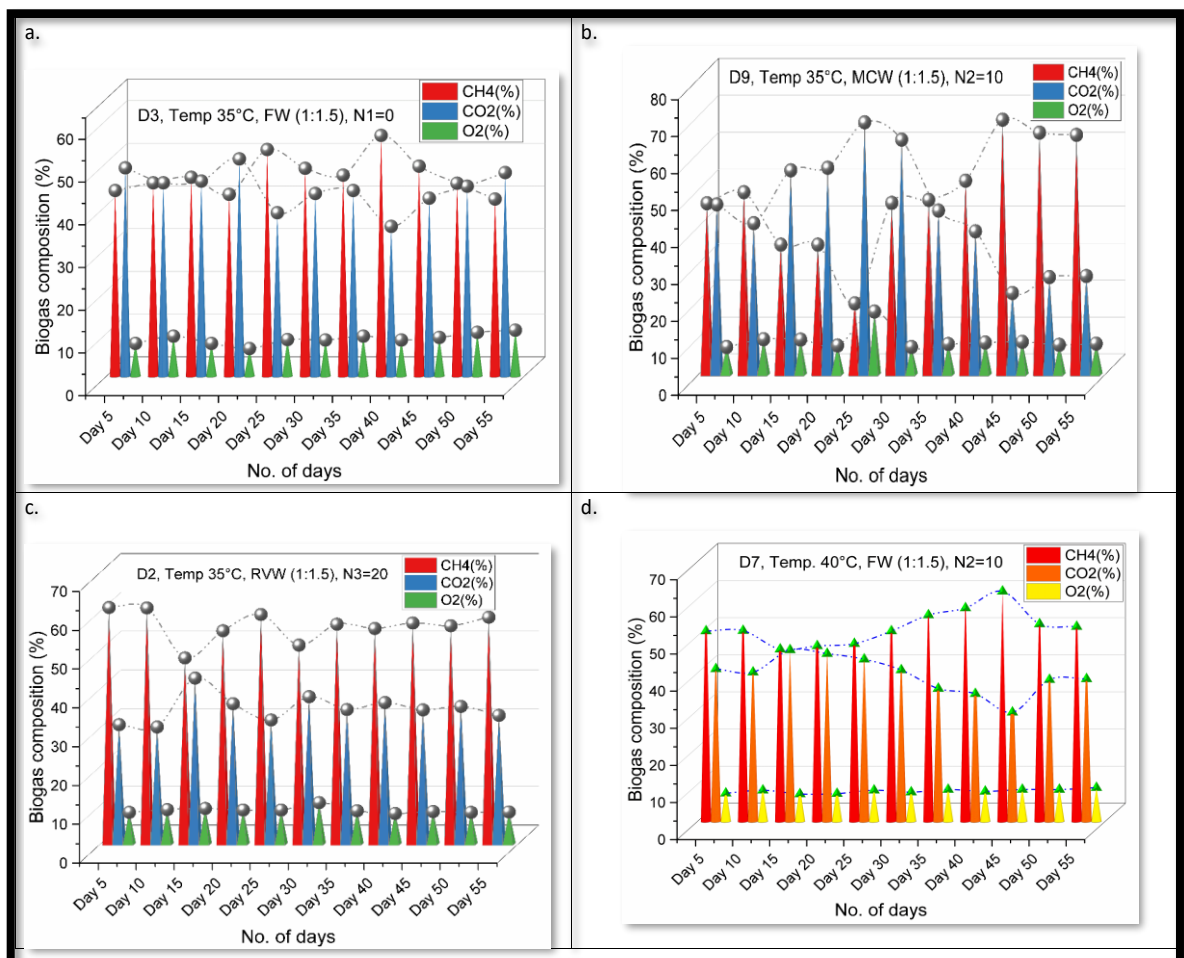 a.
D3, Temp 35°C, FW (1:1.5), N1=0
CH4(%)
CO2(%)
O2(%)
Biogas composition (%)
60
50
40
30
20
10
0
Day 5
Day 10
Day 15
Day 20
Day 25
Day 30
Day 35
Day 40
Day 45
Day 50
Day 55
No. of days
b.
D9, Temp 35°C, MCW (1:1.5), N2=10
CH4(%)
CO2(%)
O2(%)
Biogas composition (%)
80
70
60
50
40
30
20
10
0
Day 5
Day 10
Day 15
Day 20
Day 25
Day 30
Day 35
Day 40
Day 45
Day 50
Day 55
No. of days
c.
D2, Temp 35°C, RVW (1:1.5), N3=20
CH4(%)
CO2(%)
O2(%)
Biogas composition (%)
70
60
50
40
30
20
10
0
Day 5
Day 10
Day 15
Day 20
Day 25
Day 30
Day 35
Day 40
Day 45
Day 50
Day 55
No. of days
d.
D7, Temp. 40°C, FW (1:1.5), N2=10
CH4(%)
CO2(%)
O2(%)
Biogas composition (%)
70
60
50
40
30
20
10
0
Day 5
Day 10
Day 15
Day 20
Day 25
Day 30
Day 35
Day 40
Day 45
Day 50
Day 55
No. of days